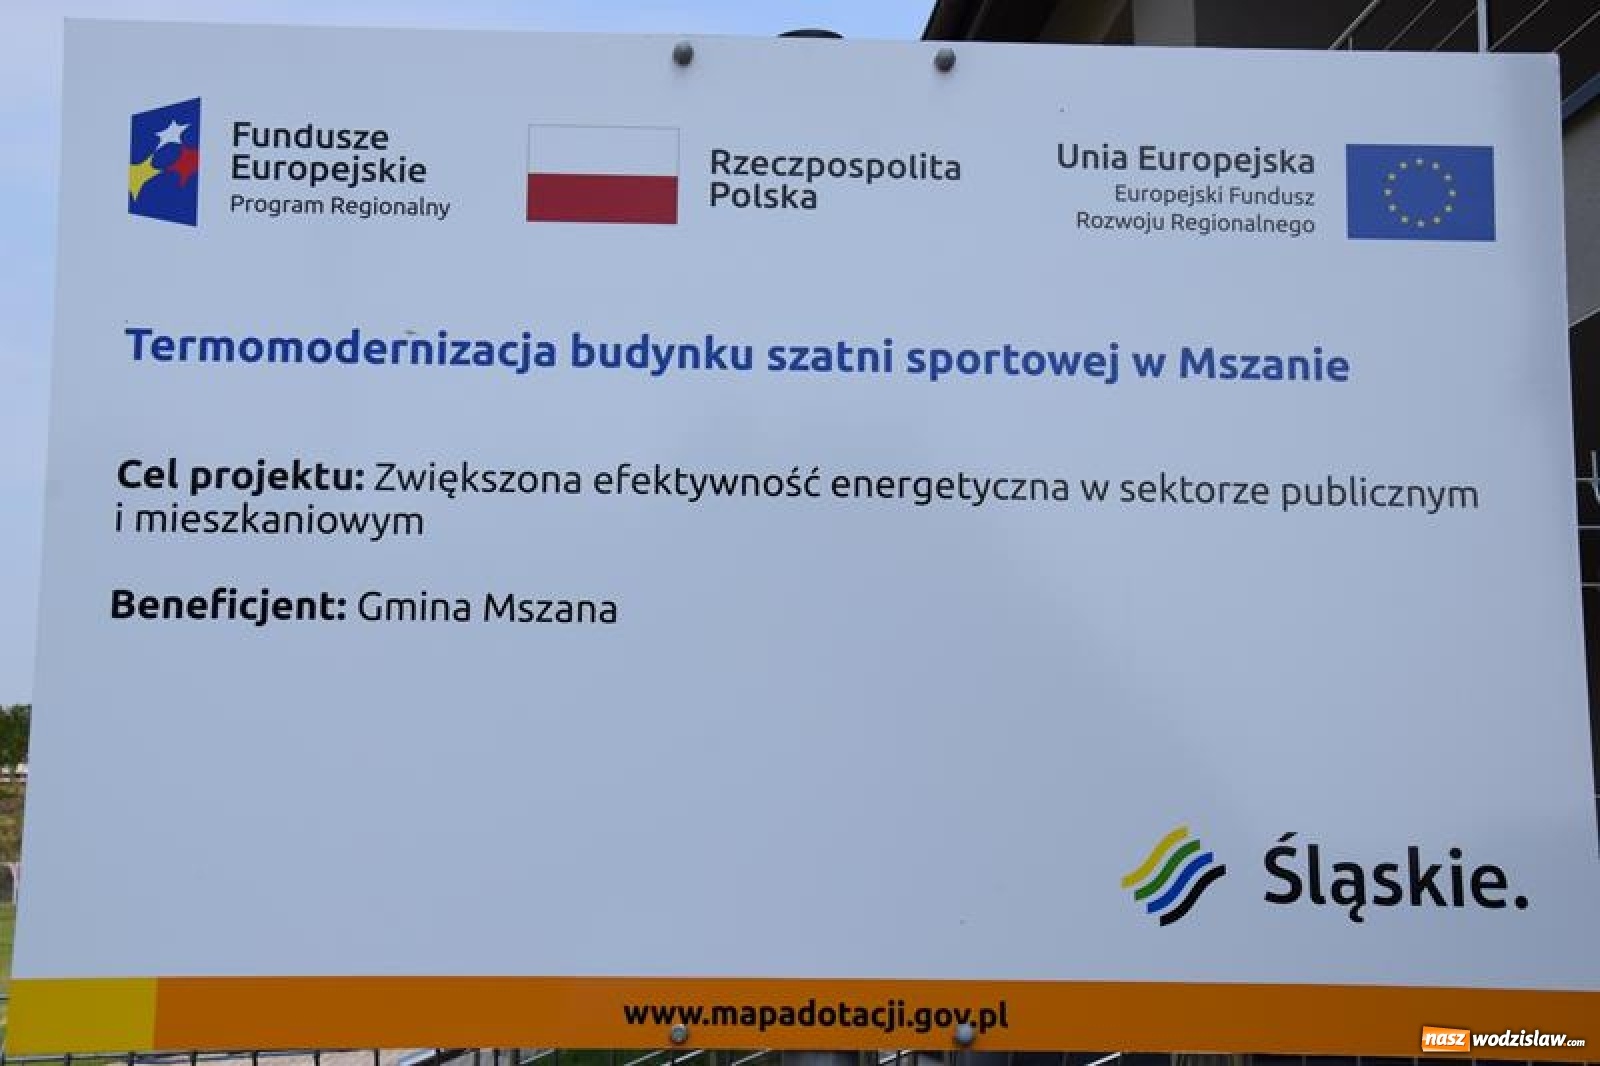 Fundusze
Europejskie
Program Regionalny
Rzeczpospolita
Polska
Unia Europejska
Europejski Fundusz
Rozwoju Regionalnego
Termomodernizacja budynku szatni sportowej w Mszanie
Cel projektu: Zwiększona efektywność energetyczna w sektorze publicznym
i mieszkaniowym
Beneficjent: Gmina Mszana
Śląskie.
www.mapadotacji.gov.pl
nasz wodzislaw.com